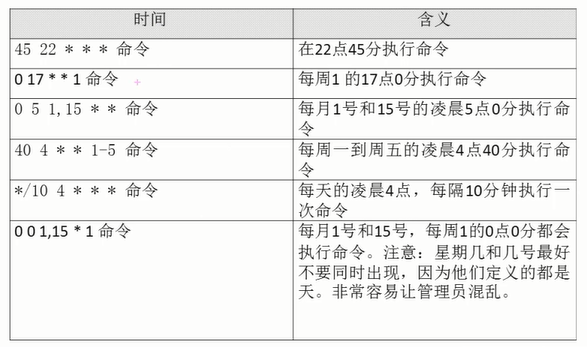 时间 含义
45 22 * * * 命令 在22点45分执行命令
0 17 * * 1 命令 每周1 的17点0分执行命令
0 5 1,15 * * 命令 每月1号和15号的凌晨5点0分执行命
令
40 4 * * 1-5 命令 每周一到周五的凌晨4点40分执行命
令
*/10 4 * * * 命令 每天的凌晨4点，每隔10分钟执行一
次命令
0 0 1,15 * 1 命令 每月1号和15号，每周1的0点0分都会
执行命令。注意：星期几和几号最好
不要同时出现，因为他们定义的都是
天。非常容易让管理员混乱。